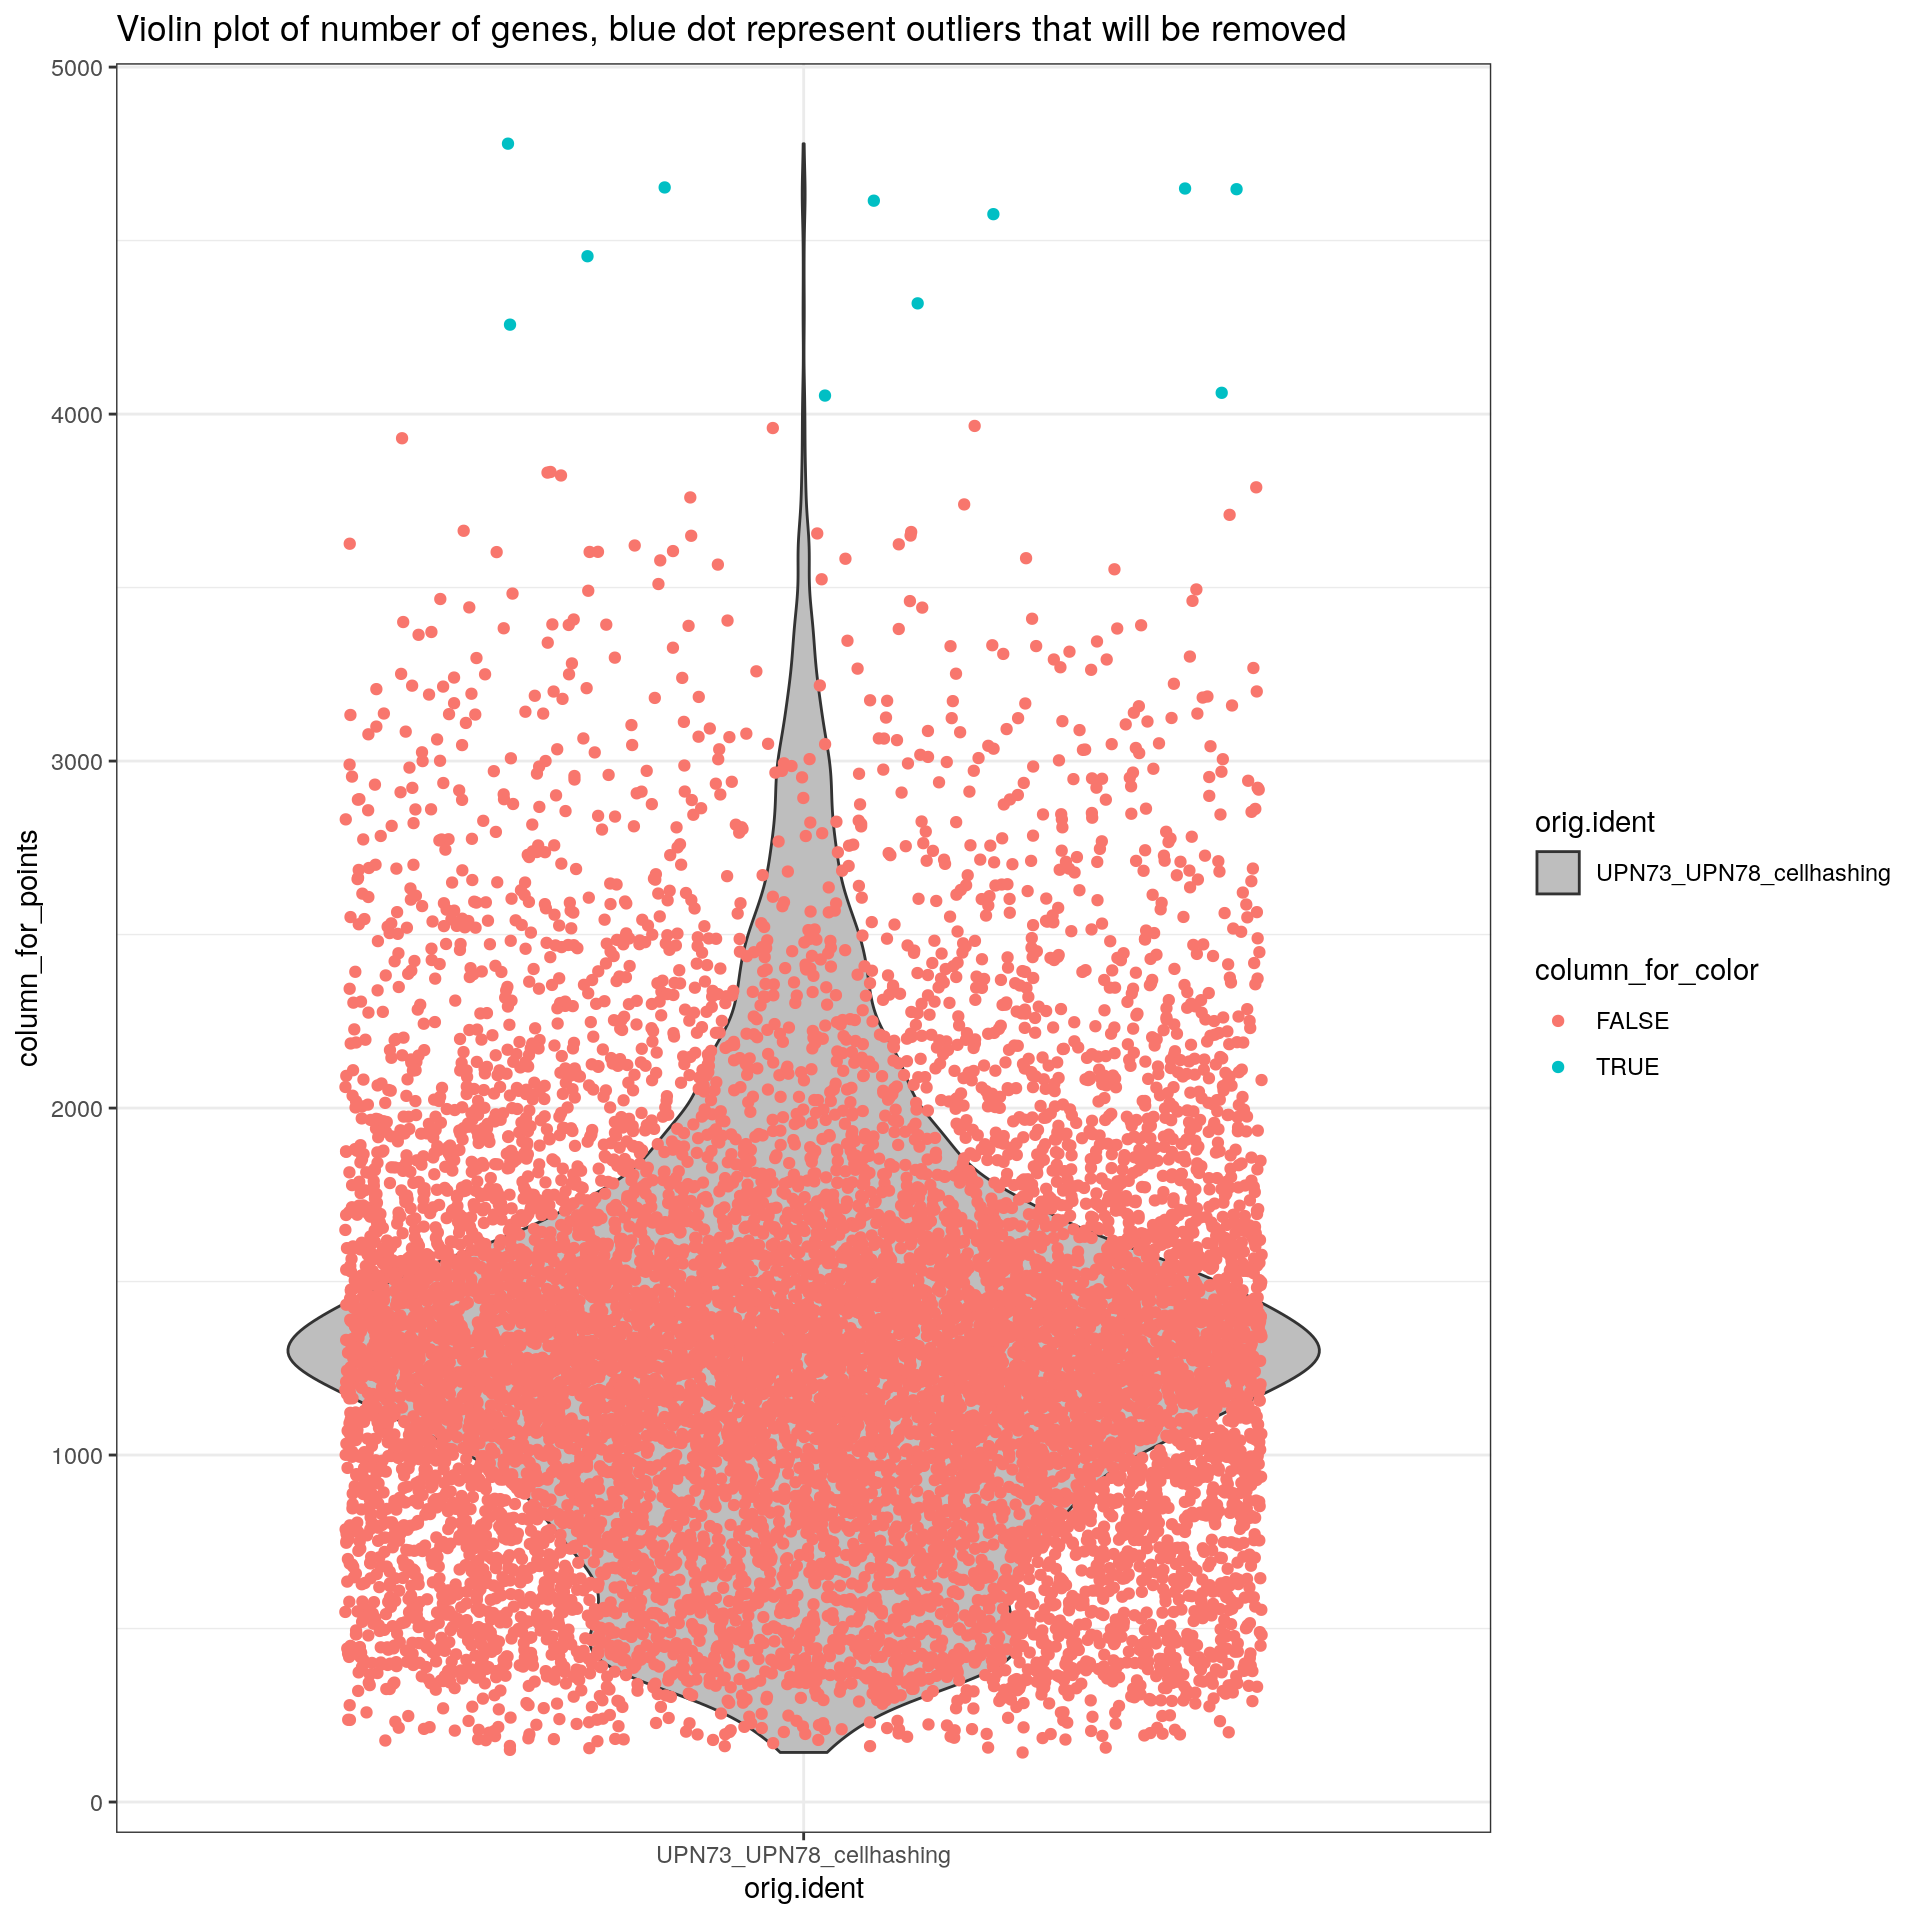 Violin plot of number of genes, blue dot represent outliers that will be removed
5000
4000
3000
2000
1000
0
column_for_points
UPN73_UPN78_cellhashing
orig.ident
orig.ident
UPN73_UPN78_cellhashing
column_for_color
FALSE
TRUE